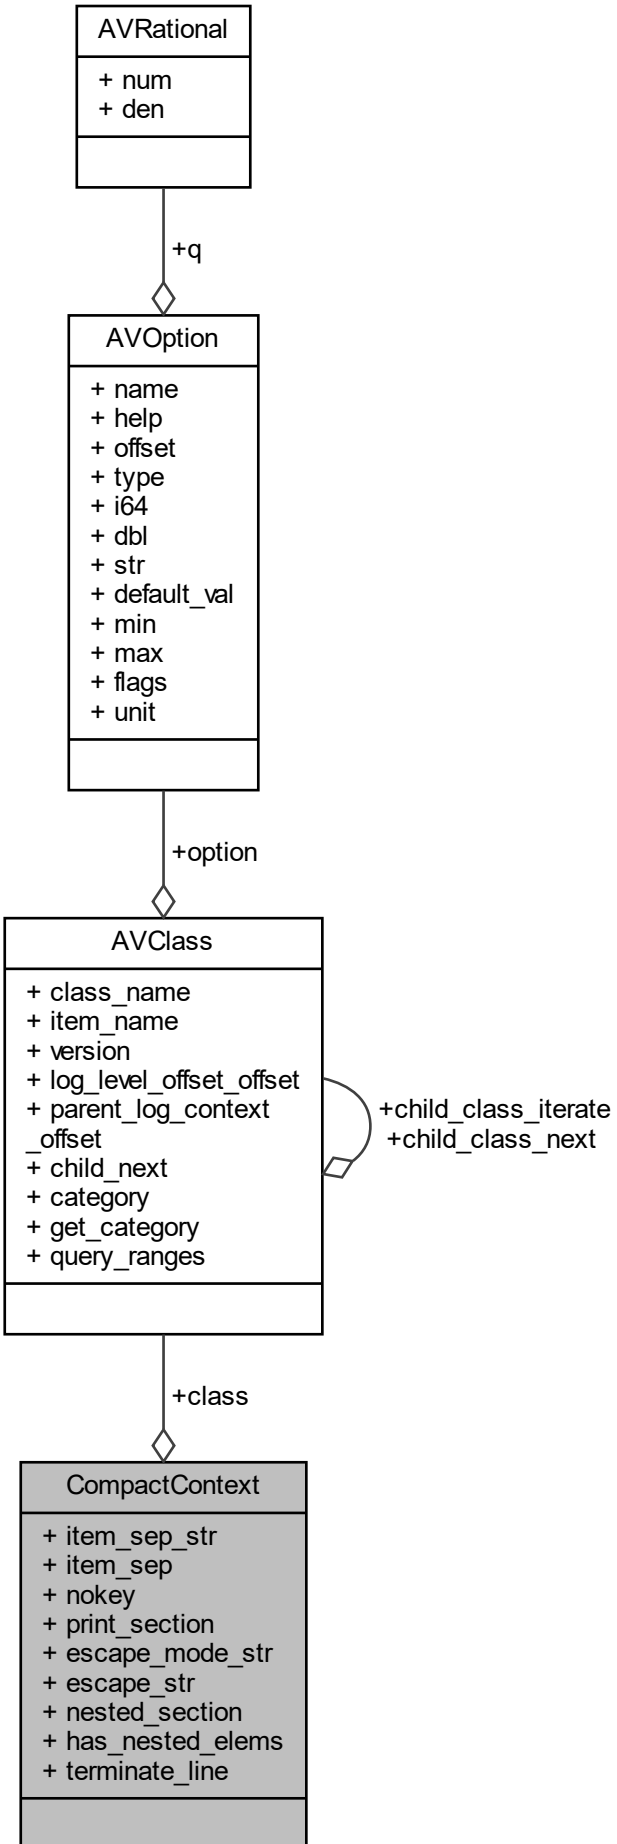 AVRational
+ num
+ den
+q
AVOption
+ name
+ help
+ offset
+ type
+ i64
+ dbl
+ str
+ default_val
+ min
+ max
+ flags
+ unit
+option
AVClass
+ class_name
+ item_name
+ version
+ log_level_offset_offset
+ parent_log_context
_offset
+ child_next
+ category
+ get_category
+ query_ranges
+child_class_iterate
+child_class_next
+class
CompactContext
+ item_sep_str
+ item_sep
+ nokey
+ print_section
+ escape_mode_str
+ escape_str
+ nested_section
+ has_nested_elems
+ terminate_line